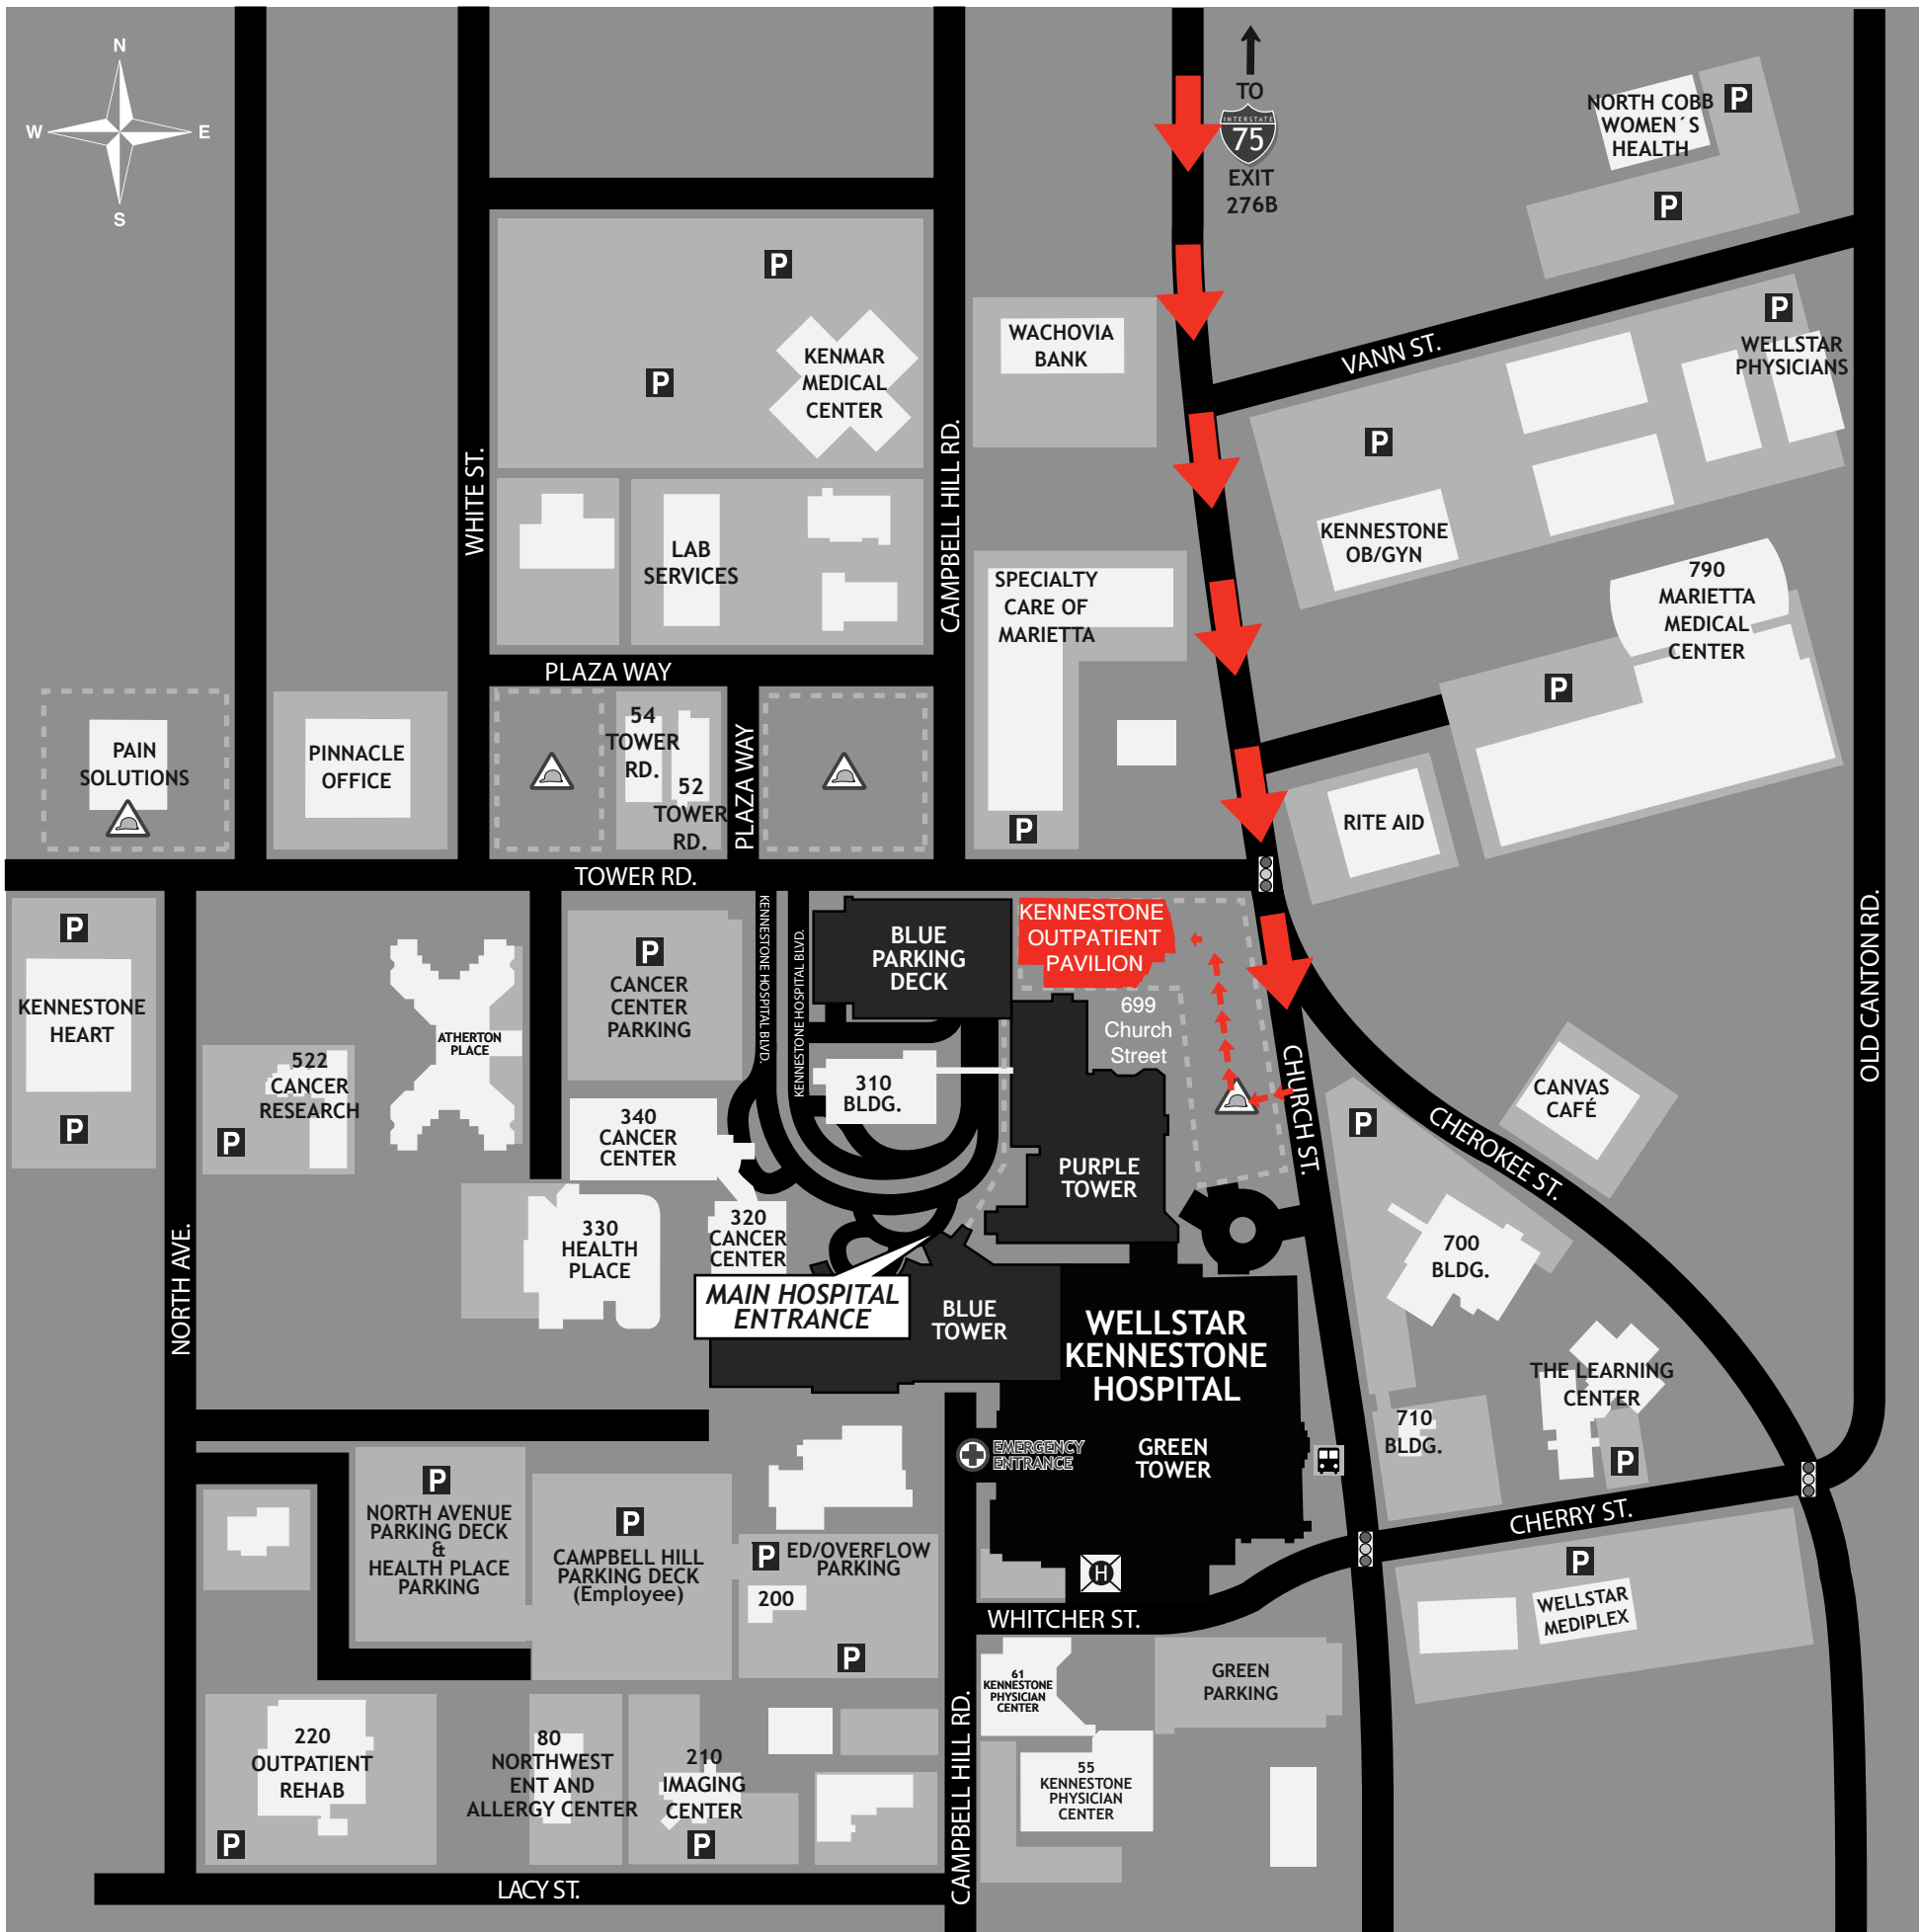 N
W
E
S
TO
INTERSTATE
75
EXIT
276B
NORTH COBB
WOMEN´S
HEALTH
P
P
P
WACHOVIA
BANK
VANN ST.
P
WELLSTAR
PHYSICIANS
KENMAR
MEDICAL
CENTER
P
P
WHITE ST.
CAMPBELL HILL RD.
KENNESTONE
OB/GYN
LAB
SERVICES
SPECIALTY
CARE OF
MARIETTA
790
MARIETTA
MEDICAL
CENTER
PLAZA WAY
P
PAIN
SOLUTIONS
PINNACLE
OFFICE
54
TOWER
RD.
52
TOWER
RD.
PLAZA WAY
P
RITE AID
TOWER RD.
OLD CANTON RD.
P
KENNESTONE
HEART
P
P
CANCER
CENTER
PARKING
KENNESTONE HOSPITAL BLVD.
KENNESTONE HOSPITAL BLVD.
BLUE
PARKING
DECK
KENNESTONE
OUTPATIENT
PAVILION
699
Church
Street
ATHERTON
PLACE
522
CANCER
RESEARCH
P
310
BLDG.
340
CANCER
CENTER
CHURCH ST.
P
CANVAS
CAFÉ
CHEROKEE ST.
PURPLE
TOWER
330
HEALTH
PLACE
320
CANCER
CENTER
700
BLDG.
NORTH AVE.
MAIN HOSPITAL
ENTRANCE
BLUE
TOWER
WELLSTAR
KENNESTONE
HOSPITAL
THE LEARNING
CENTER
P
710
BLDG.
EMERGENCY
ENTRANCE
GREEN
TOWER
P
NORTH AVENUE
PARKING DECK
&
HEALTH PLACE
PARKING
P
CAMPBELL HILL
PARKING DECK
(Employee)
P
ED/OVERFLOW
PARKING
200
P
H
CHERRY ST.
P
WELLSTAR
MEDIPLEX
WHITCHER ST.
61
KENNESTONE
PHYSICIAN
CENTER
GREEN
PARKING
220
OUTPATIENT
REHAB
P
80
NORTHWEST
ENT AND
ALLERGY CENTER
210
IMAGING
CENTER
P
CAMPBELL HILL RD.
55
KENNESTONE
PHYSICIAN
CENTER
LACY ST.